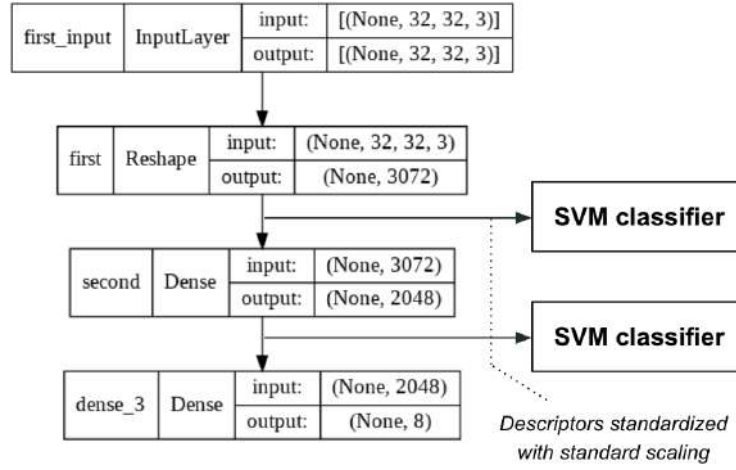 first_input InputLayer input: [(None, 32, 32, 3)]
output: [(None, 32, 32, 3)]
first Reshape input: (None, 32, 32, 3)
output: (None, 3072)
SVM classifier
second Dense input: (None, 3072)
output: (None, 2048)
SVM classifier
dense_3 Dense input: (None, 2048)
output: (None, 8)
Descriptors standardized
with standard scaling